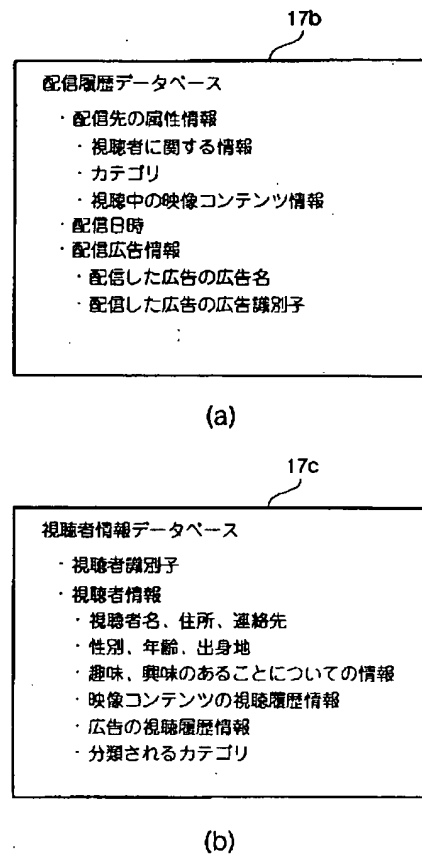 17b
配信履歴データベース
・配信先の属性情報
・視聴者に関する情報
・カテゴリ
・視聴中の映像コンテンツ情報
・配信日時
・配信広告情報
・配信した広告の広告名
・配信した広告の広告識別子
:
(a)
17c
視聴者情報データベース
・視聴者識別子
・視聴者情報
・視聴者名、住所、連絡先
・性別、年齢、出身地
・趣味、興味のあることについての情報
・映像コンテンツの視聴履歴情報
・広告の視聴履歴情報
・分類されるカテゴリ
(b)